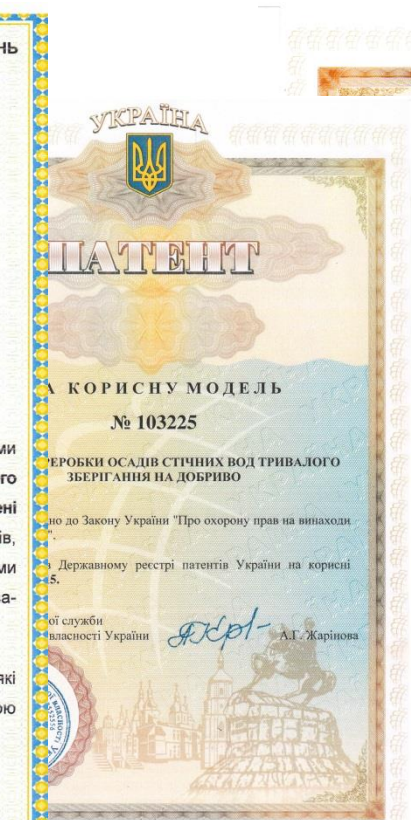 нь
УКРАЇНА
ПАТЕНТ
А КОРИСНУ МОДЕЛЬ
№ 103225
РЕРОБКИ ОСАДІВ СТІЧНИХ ВОД ТРИВАЛОГО
ЗБЕРІГАННЯ НА ДОБРИВО
но до Закону України "Про охорону прав на винаходи
".
Державному реєстрі патентів України на корисні
5.
ої служби
власності України
А.Г. Жарінова
ми
го
ені
ів,
ми
ва-
які
ою